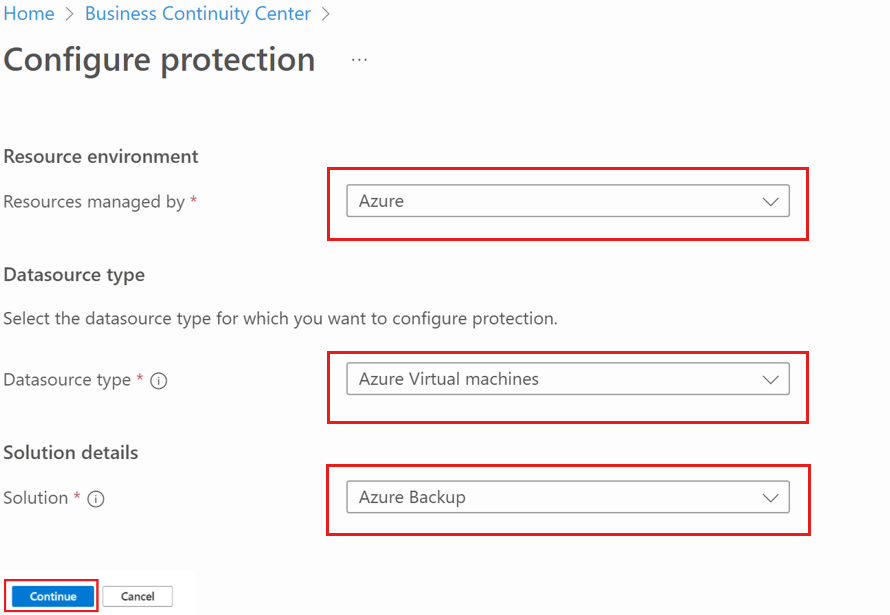 Home > Business Continuity Center >
Configure protection ...
Resource environment
Resources managed by * Azure
Datasource type
Select the datasource type for which you want to configure protection.
Datasource type * Azure Virtual machines
Solution details
Solution * Azure Backup
Continue Cancel